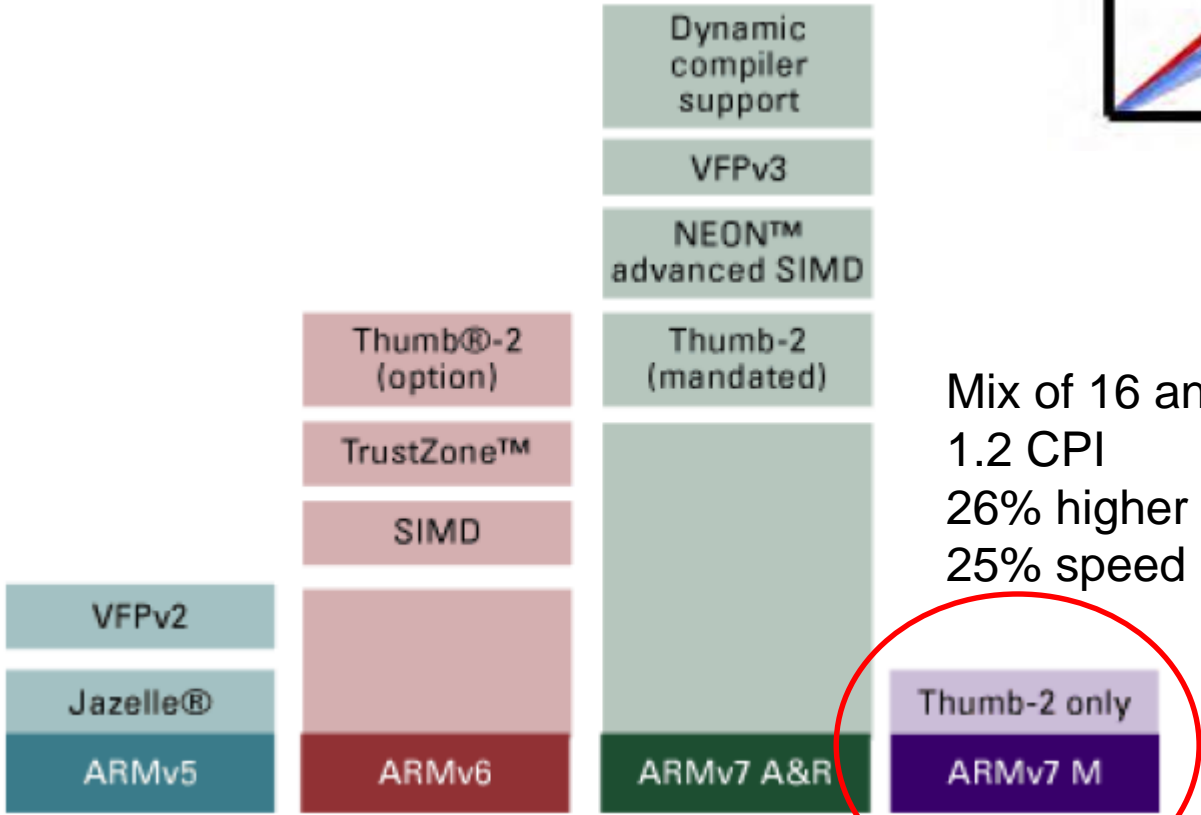 Dynamic
compiler
support
VFPv3
NEON™
advanced SIMD
Thumb®-2
(option)
Thumb-2
(mandated)
TrustZone™
SIMD
Mix of 16 an
1.2 CPI
26% higher
25% speed
VFPv2
Jazelle®
Thumb-2 only
ARMv5
ARMv6
ARMv7 A&R
ARMv7 M